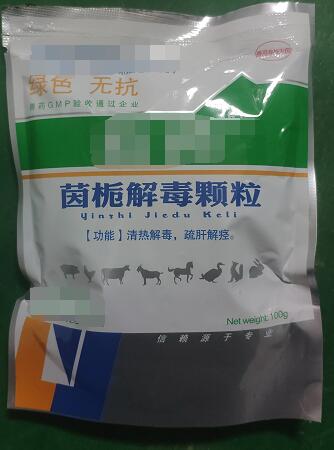 绿色 无抗
兽药GMP验收通过企业
茵栀解毒颗粒
Yinzhi Jiedu Keli
【功能】清热解毒，疏肝解痉。
Net weight: 100g
信赖源于专业